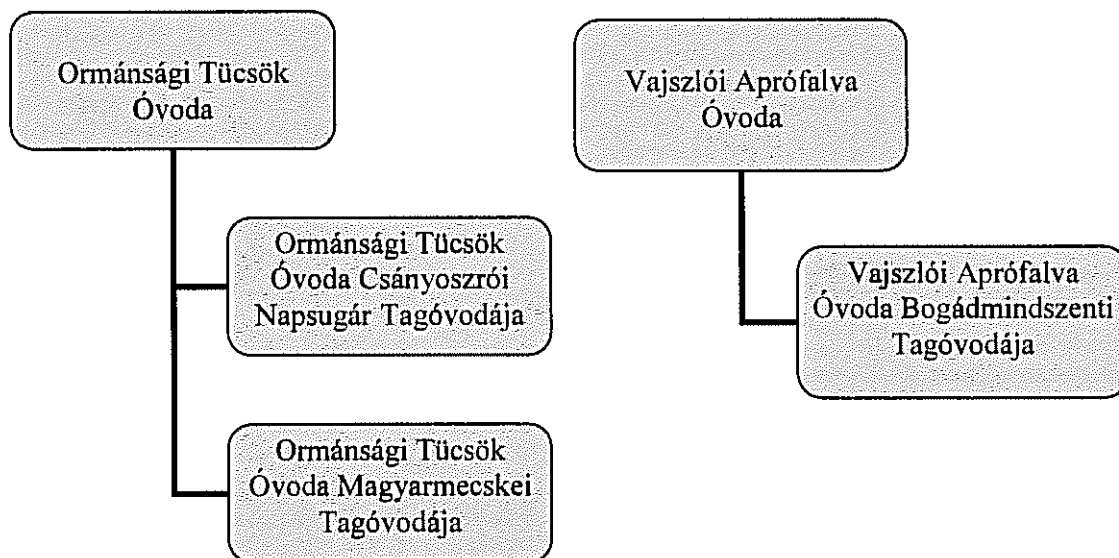 Ormánsági Tücsök
Óvoda
Ormánsági Tücsök
Óvoda Csányoszrói
Napsugár Tagóvodája
Ormánsági Tücsök
Óvoda Magyarmecskei
Tagóvodája
Vajszlói Aprófalva
Óvoda
Vajszlói Aprófalva
Óvoda Bogádmindszenti
Tagóvodája